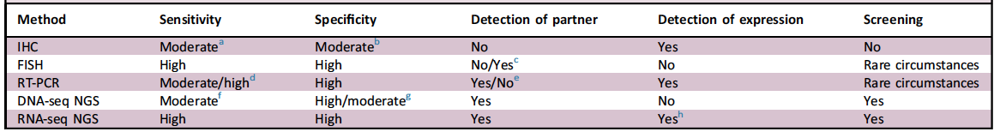 Method Sensitivity Specificity Detection of partner Detection of expression Screening
IHC Moderate^a Moderate^b No Yes No
FISH High High No/Yes^c No Rare circumstances
RT-PCR Moderate/high^d High Yes/No^e Yes Rare circumstances
DNA-seq NGS Moderate^f High/moderate^g Yes No Yes
RNA-seq NGS High High Yes Yes^h Yes